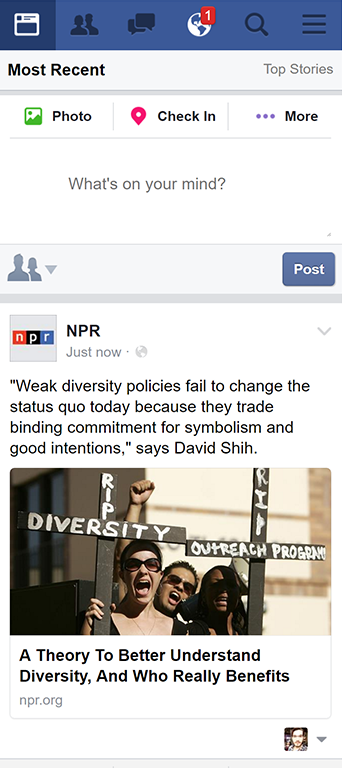 1
Most Recent Top Stories
Photo Check In More
What's on your mind?
Post
npr NPR
Just now ·
"Weak diversity policies fail to change the
status quo today because they trade
binding commitment for symbolism and
good intentions," says David Shih.
RIP RIP
DIVERSITY
OUTREACH PROGRAM
A Theory To Better Understand
Diversity, And Who Really Benefits
npr.org